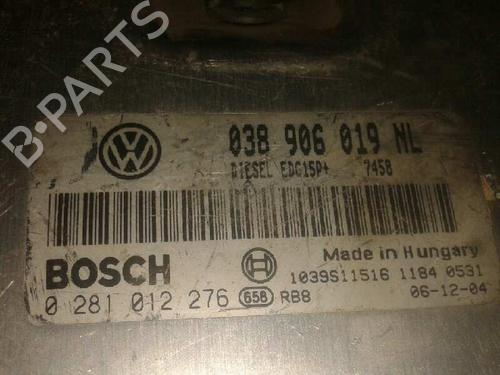 B-PARTS
038 906 019 NL
DIESEL EDC15P+ 7458
BOSCH
Made in Hungary
1039S11516 1184 0531
0 281 012 276 656 RB8 06-12-04